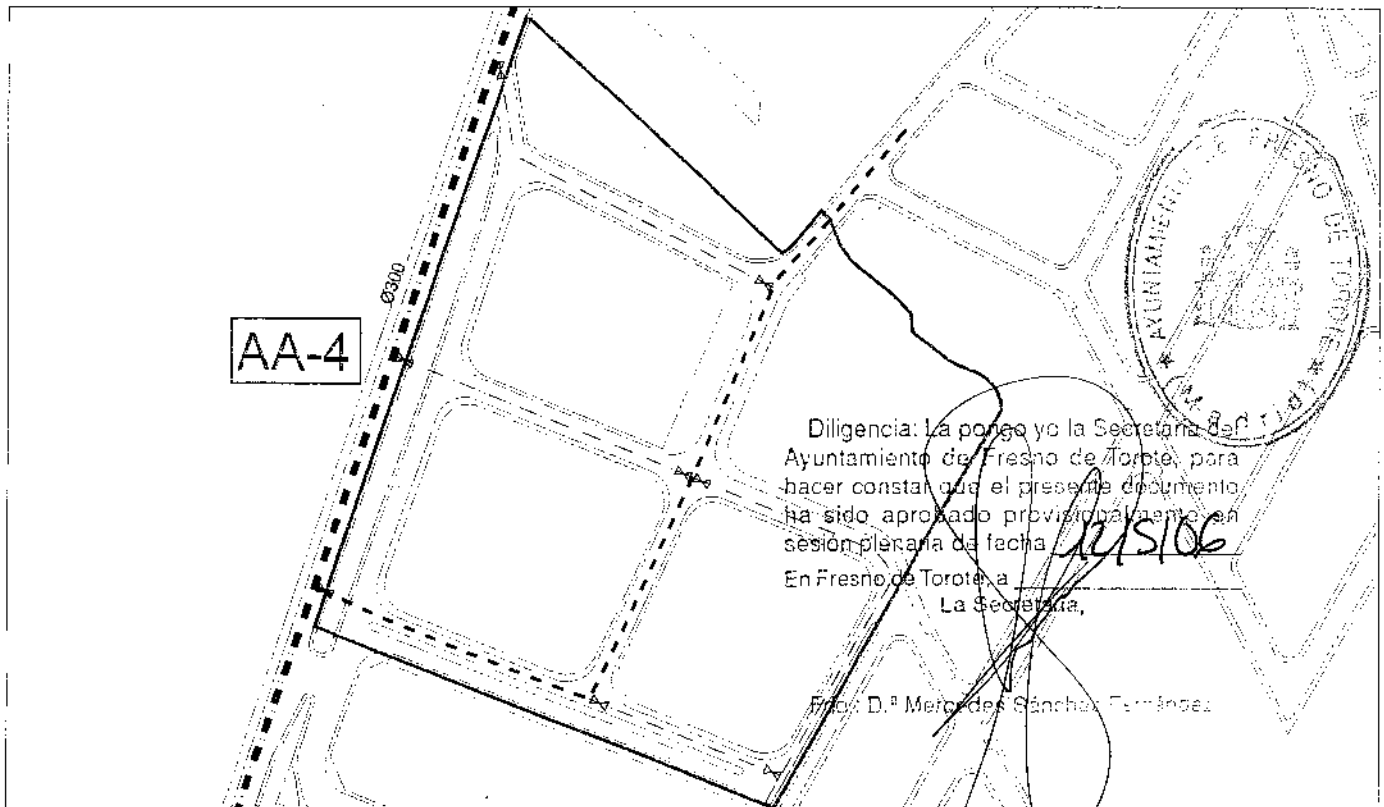 Ø300
AA-4
AYUNTAMIENTO DE FRESNO DE TOROTE
Diligencia: La pongo yo la Secretaria del
Ayuntamiento de Fresno de Torote, para
hacer constar que el presente documento
ha sido aprobado provisionalmente en
sesión plenaria de fecha 12/5/06
En Fresno de Torote, a
La Secretaria,
Fdo.: D.ª Mercedes Sánchez Fernández